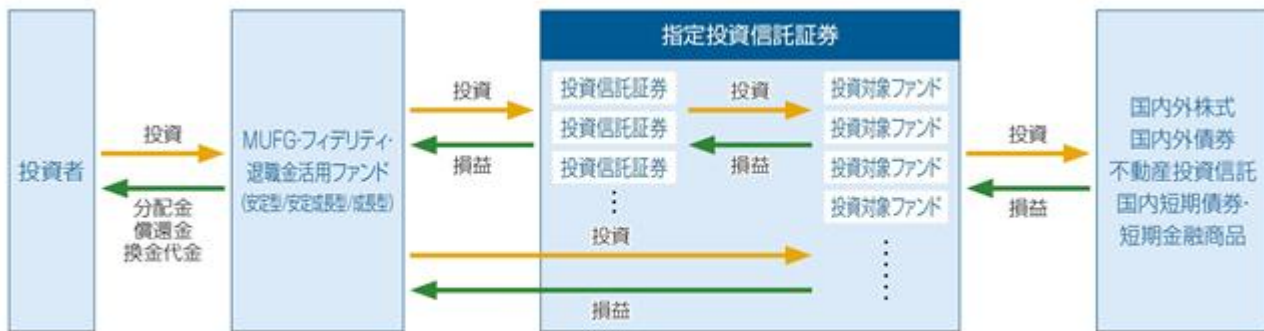 投資者
投資
分配金
償還金
換金代金
MUFG・フィデリティ・
退職金活用ファンド
(安定型/安定成長型/成長型)
投資
損益
指定投資信託証券
投資信託証券
投資信託証券
投資信託証券
投資
損益
投資対象ファンド
投資対象ファンド
投資対象ファンド
投資対象ファンド
投資
損益
投資
損益
国内外株式
国内外債券
不動産投資信託
国内短期債券・
短期金融商品